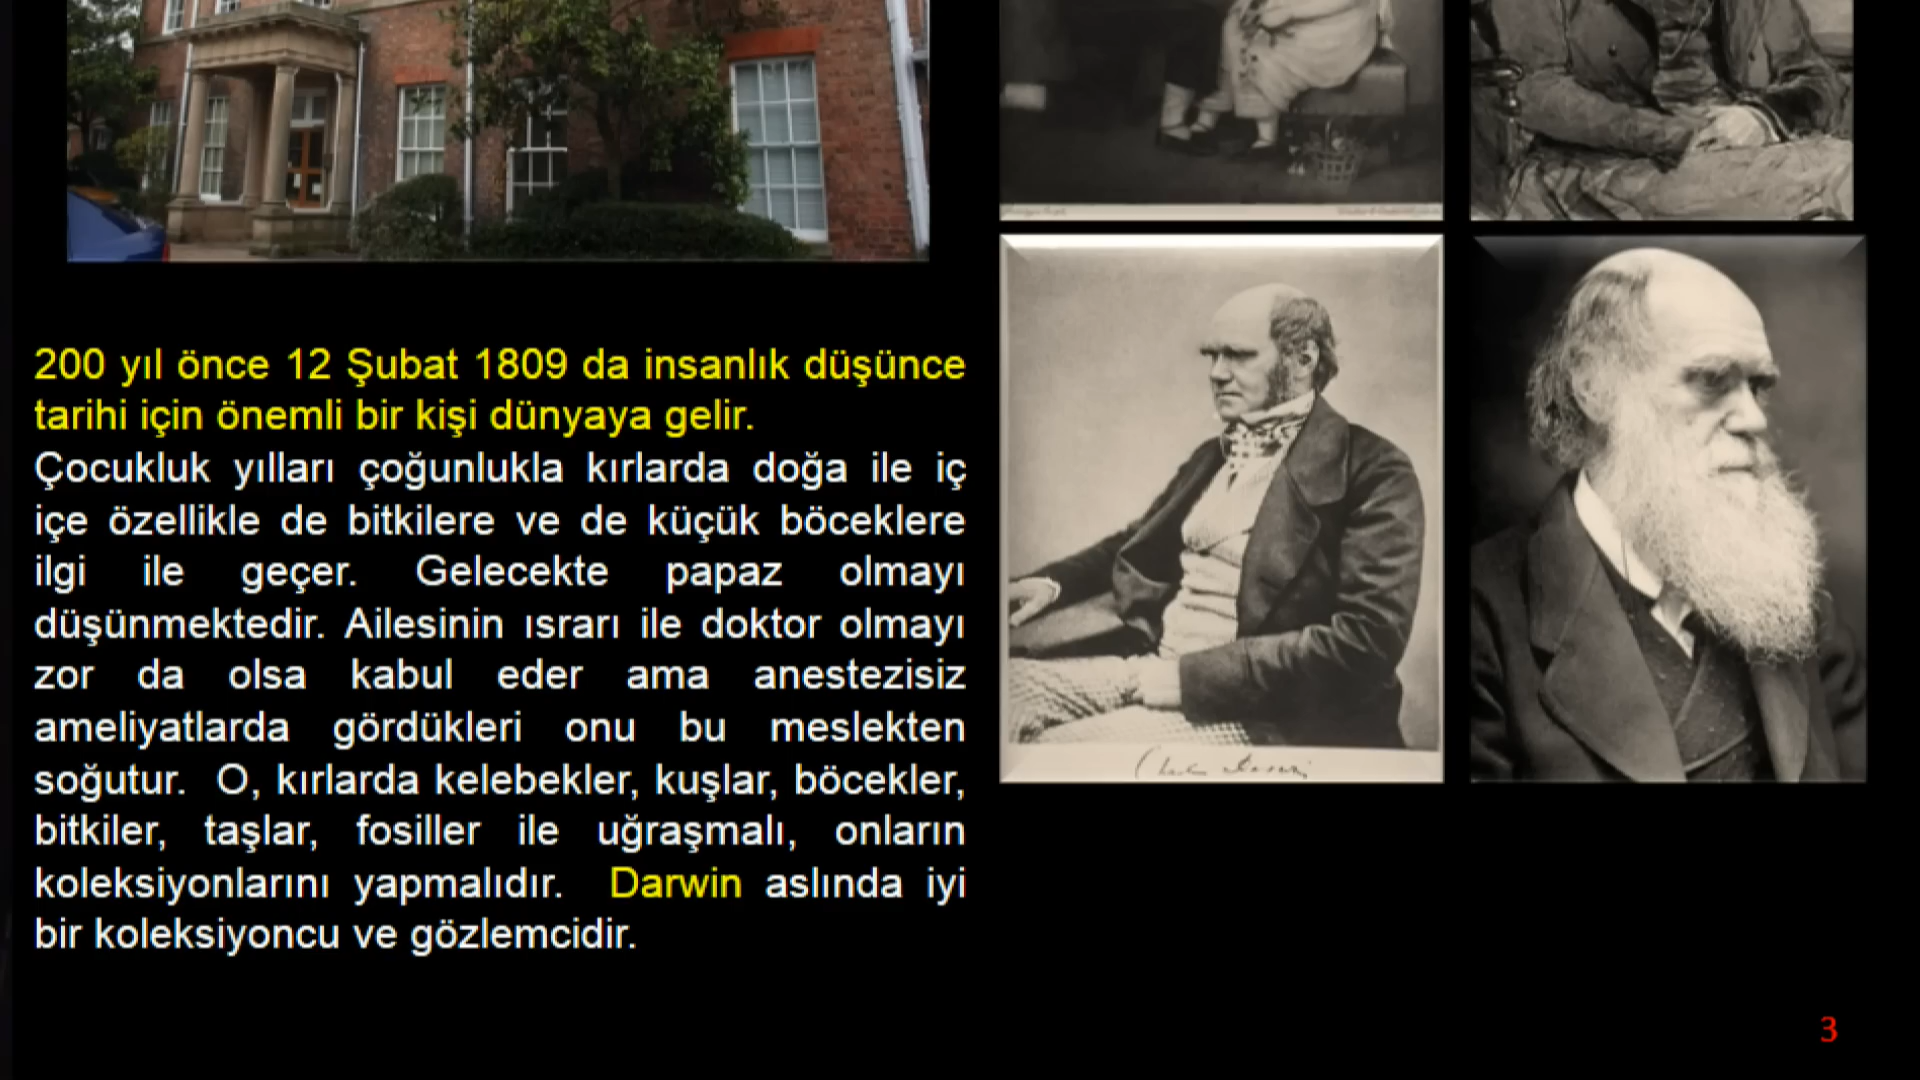 200 yıl önce 12 Şubat 1809 da insanlık düşünce
tarihi için önemli bir kişi dünyaya gelir.
Çocukluk yılları çoğunlukla kırlarda doğa ile iç
içe özellikle de bitkilere ve de küçük böceklere
ilgi ile geçer. Gelecekte papaz olmayı
düşünmektedir. Ailesinin ısrarı ile doktor olmayı
zor da olsa kabul eder ama anestezisiz
ameliyatlarda gördükleri onu bu meslekten
soğutur. O, kırlarda kelebekler, kuşlar, böcekler,
bitkiler, taşlar, fosiller ile uğraşmalı, onların
koleksiyonlarını yapmalıdır. Darwin aslında iyi
bir koleksiyoncu ve gözlemcidir.
3